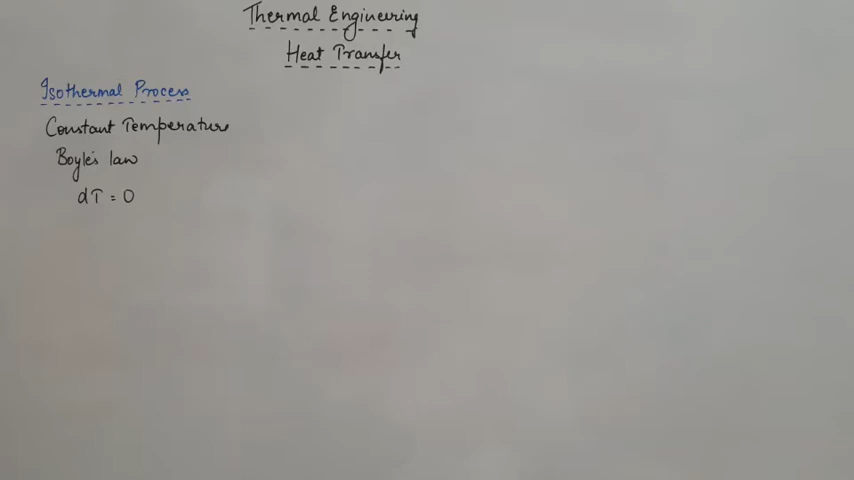 Thermal Engineering
Heat Transfer
Isothermal Process
Constant Temperature
Boyle's law
dT = 0